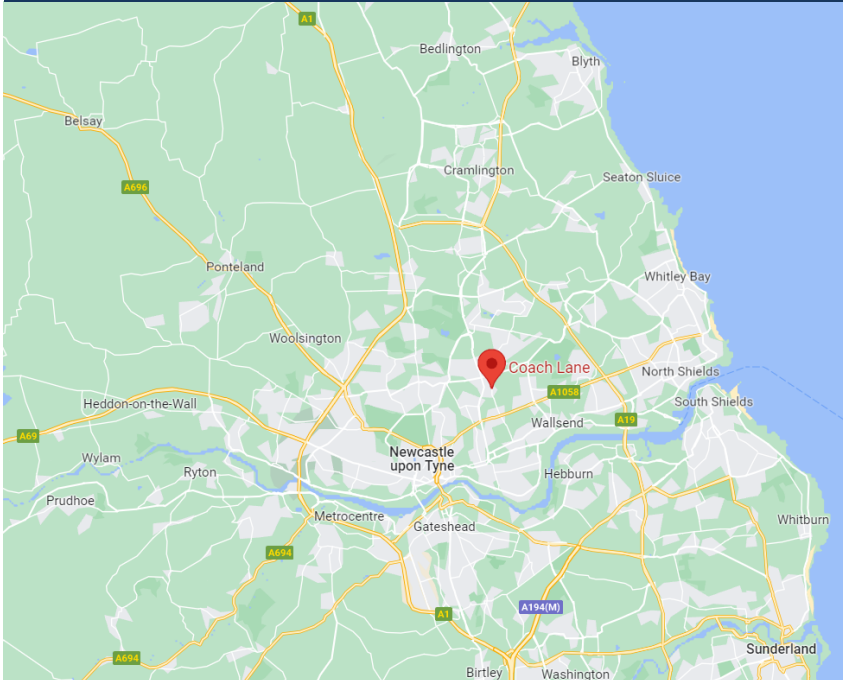 A1
Bedlington
Blyth
Belsay
Cramlington
Seaton Sluice
A696
Ponteland
Whitley Bay
Woolsington
Coach Lane
North Shields
A1058
South Shields
Heddon-on-the-Wall
Wallsend
A19
A69
Newcastle
upon Tyne
Wylam
Ryton
Hebburn
Prudhoe
Metrocentre
Gateshead
Whitburn
A694
A194(M)
A1
Sunderland
A694
Birtley
Washington